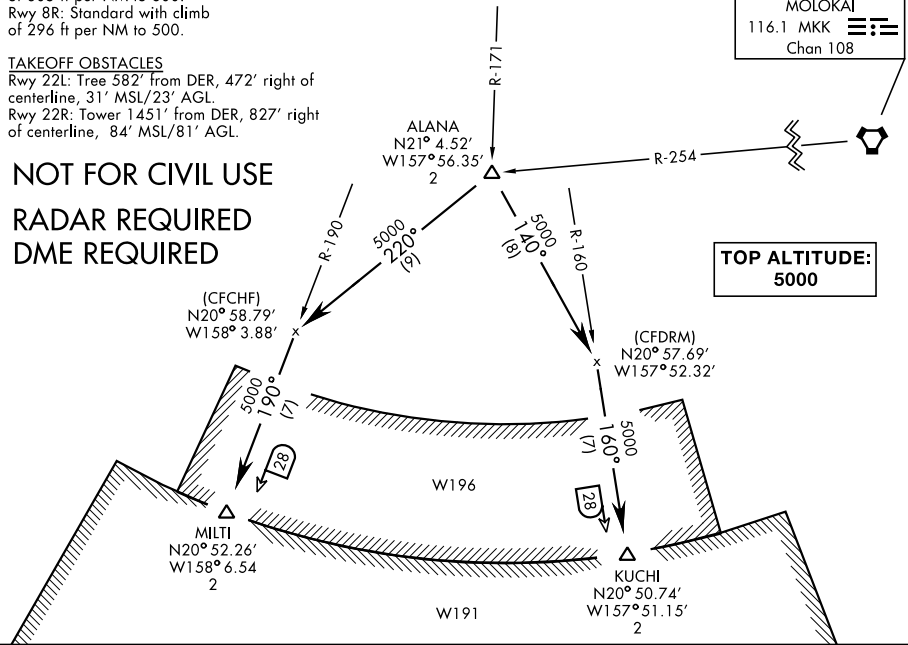 Rwy 8R: Standard with climb
of 296 ft per NM to 500.
TAKEOFF OBSTACLES
Rwy 22L: Tree 582' from DER, 472' right of
centerline, 31' MSL/23' AGL.
Rwy 22R: Tower 1451' from DER, 827' right
of centerline, 84' MSL/81' AGL.
NOT FOR CIVIL USE
RADAR REQUIRED
DME REQUIRED
MOLOKAI
116.1 MKK
Chan 108
R-171
ALANA
N21° 4.52'
W157° 56.35'
2
R-254
R-190
5000
220°
(9)
5000
140°
(8)
R-160
TOP ALTITUDE:
5000
(CFCHF)
N20° 58.79'
W158° 3.88'
(CFDRM)
N20° 57.69'
W157° 52.32'
5000
190°
(7)
5000
160°
(7)
28
28
W196
MILTI
N20° 52.26'
W158° 6.54
2
KUCHI
N20° 50.74'
W157° 51.15'
2
W191